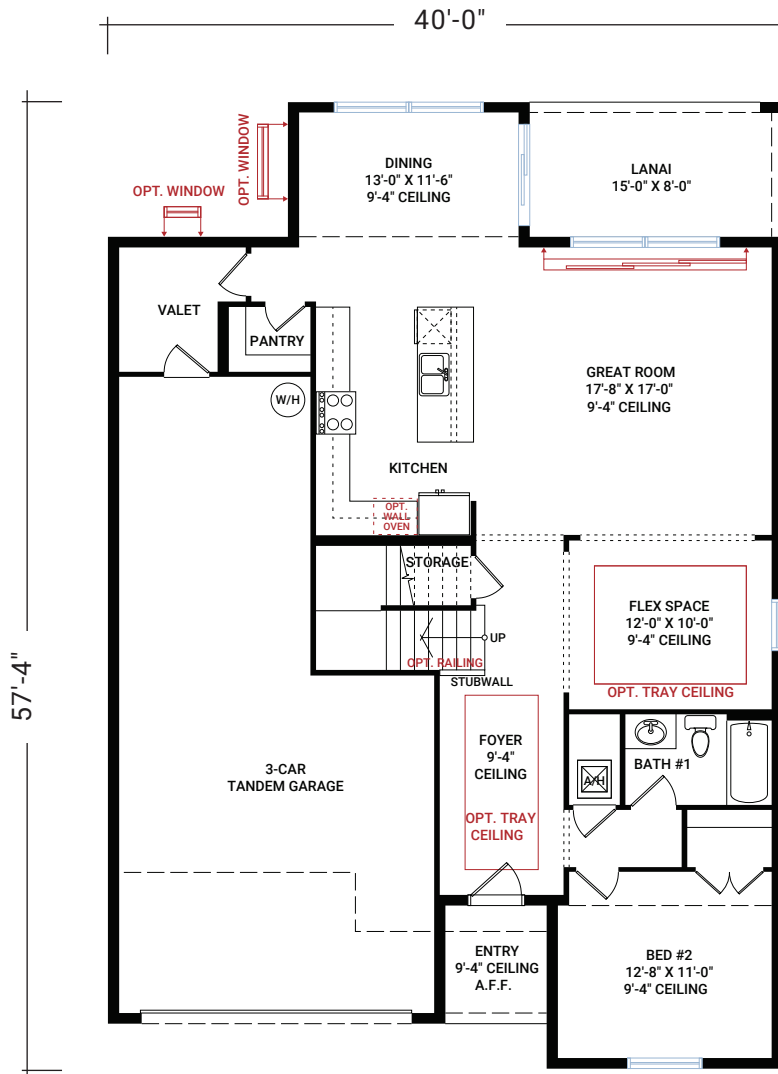 40'-0"
OPT. WINDOW
OPT. WINDOW
DINING
13'-0" X 11'-6"
9'-4" CEILING
LANAI
15'-0" X 8'-0"
VALET
PANTRY
W/H
GREAT ROOM
17'-8" X 17'-0"
9'-4" CEILING
KITCHEN
OPT.
WALL
OVEN
STORAGE
UP
OPT. RAILING
STUBWALL
FLEX SPACE
12'-0" X 10'-0"
9'-4" CEILING
OPT. TRAY CEILING
57'-4"
3-CAR
TANDEM GARAGE
FOYER
9'-4"
CEILING
OPT. TRAY
CEILING
A/H
BATH #1
ENTRY
9'-4" CEILING
A.F.F.
BED #2
12'-8" X 11'-0"
9'-4" CEILING